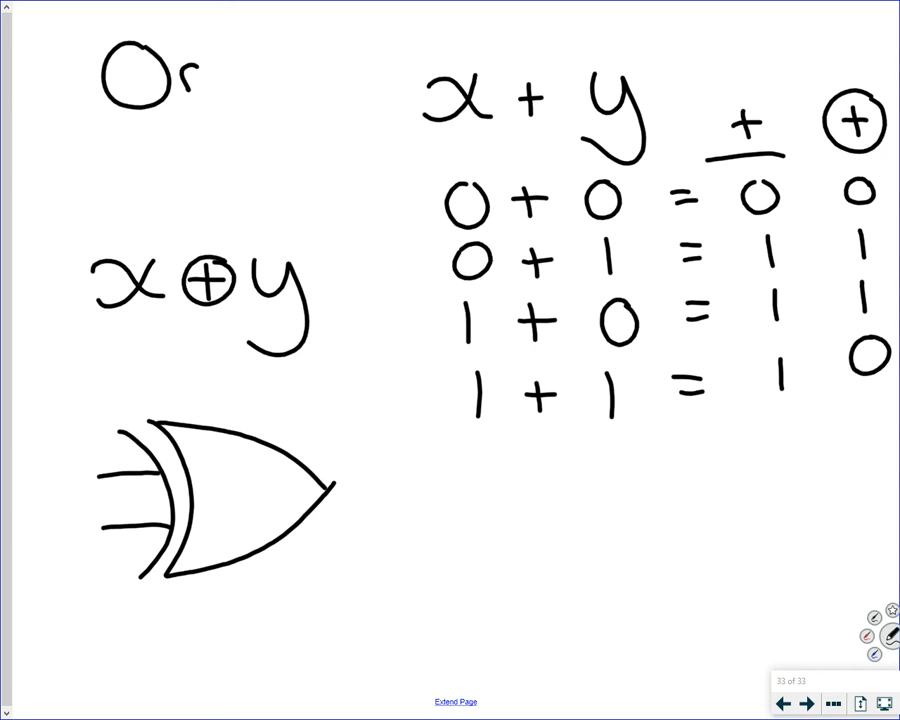 Or
x + y
+ ⊕
0 + 0 = 0 0
0 + 1 = 1 1
x ⊕ y
1 + 0 = 1 1
1 + 1 = 1 0
33 of 33
Extend Page